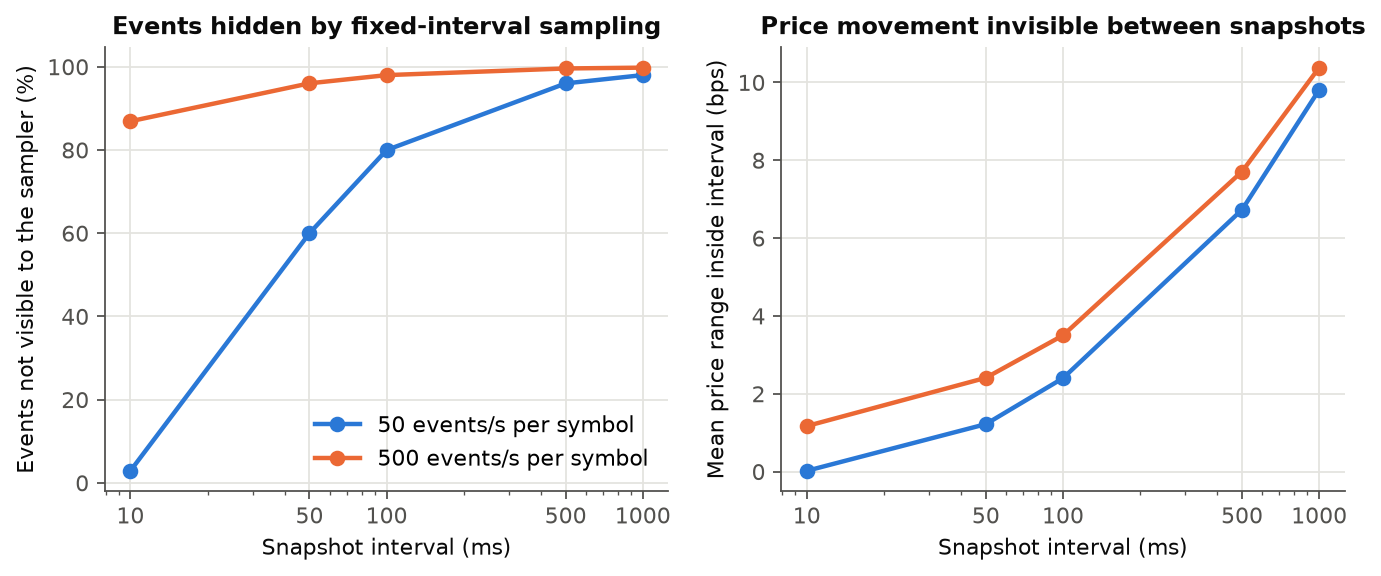 Events hidden by fixed-interval sampling
Events not visible to the sampler (%)
100
80
60
40
20
0
50 events/s per symbol
500 events/s per symbol
10
50
100
500
1000
Snapshot interval (ms)
Price movement invisible between snapshots
Mean price range inside interval (bps)
10
8
6
4
2
0
10
50
100
500
1000
Snapshot interval (ms)